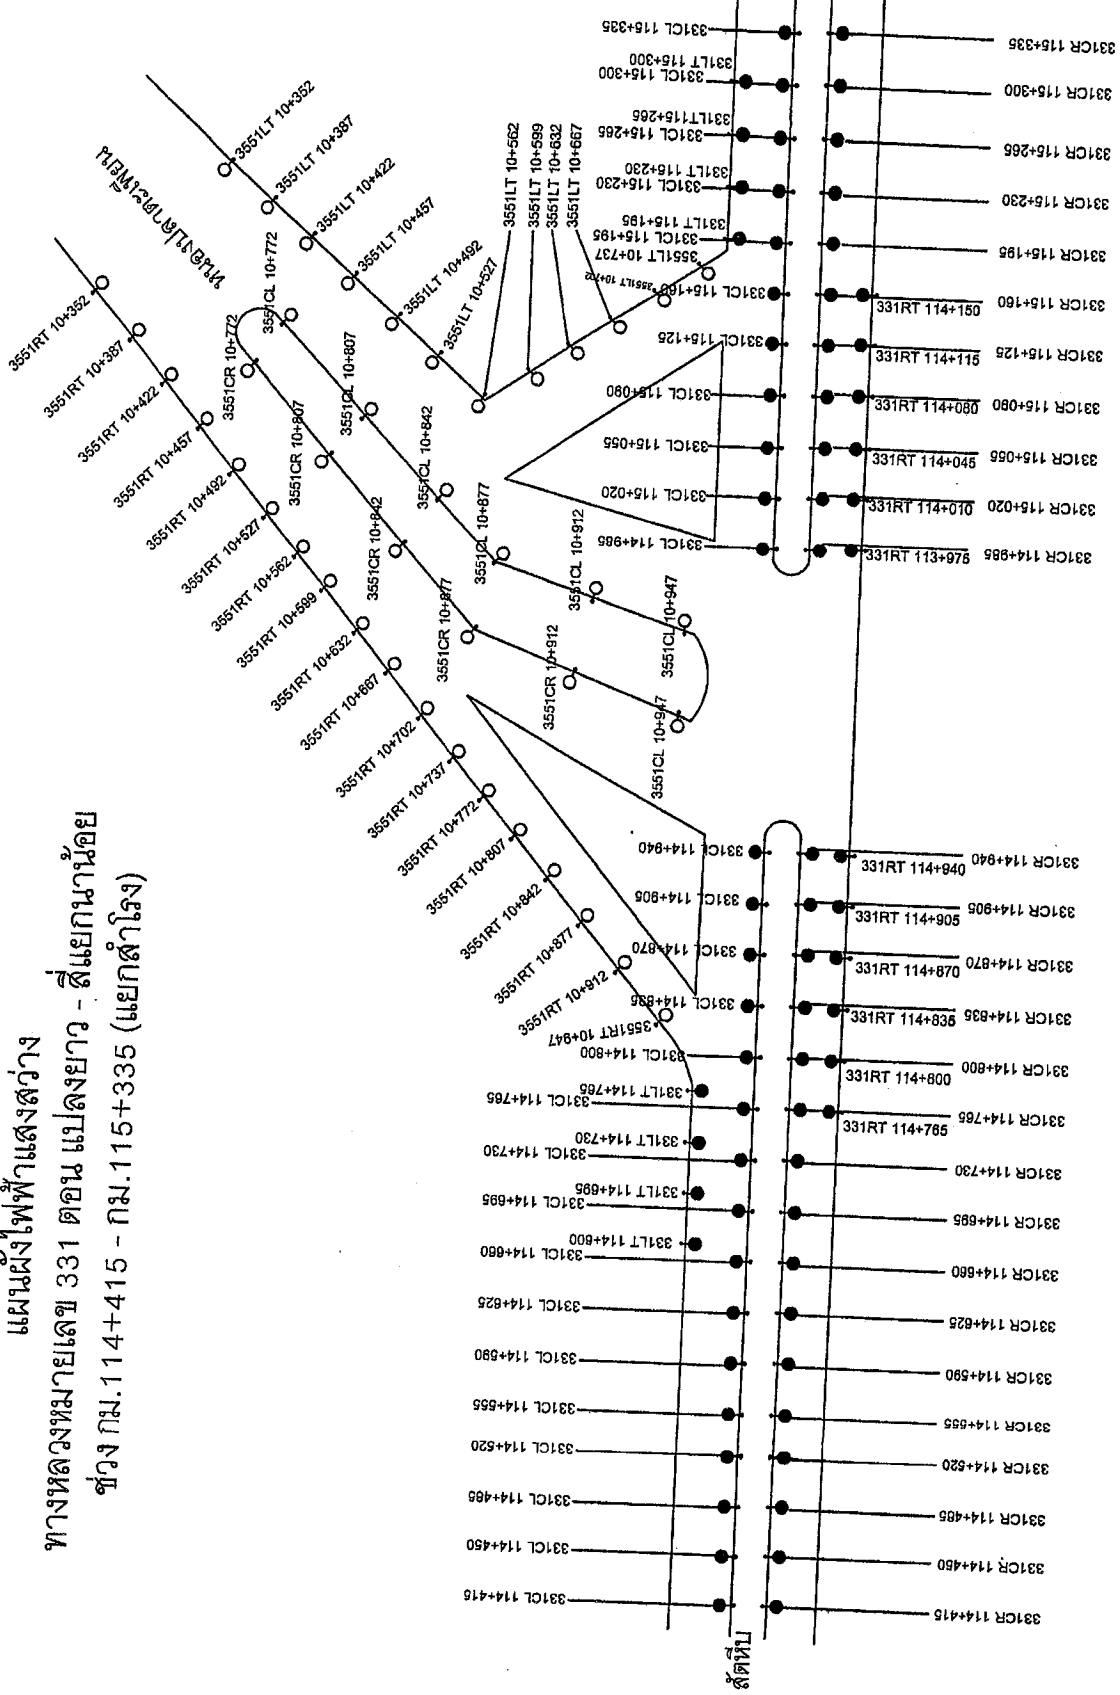 แผนผังไฟฟ้าแสงสว่าง
ทางหลวงหมายเลข 331 ตอน แปลงยาว - สี่แยกนาน้อย
ช่วง กม.114+415 - กม.115+335 (แยกสำโรง)
3551RT 10+352
3551RT 10+387
3551RT 10+422
3551RT 10+457
3551RT 10+492
3551RT 10+527
3551RT 10+562
3551RT 10+599
3551RT 10+632
3551RT 10+667
3551RT 10+702
3551RT 10+737
3551RT 10+772
3551RT 10+807
3551RT 10+842
3551RT 10+877
3551RT 10+912
3551RT 10+947
3551CR 10+772
3551CR 10+807
3551CR 10+842
3551CR 10+877
3551CR 10+912
3551CL 10+947
3551CL 10+772
3551CL 10+807
3551CL 10+842
3551CL 10+877
3551CL 10+912
3551CL 10+947
3551LT 10+352
3551LT 10+387
3551LT 10+422
3551LT 10+457
3551LT 10+492
3551LT 10+527
3551LT 10+562
3551LT 10+599
3551LT 10+632
3551LT 10+667
3551LT 10+702
3551LT 10+737
331CL 115+335
331LT 115+300
331CL 115+300
331LT115+265
331CL 115+265
331LT 115+230
331CL 115+230
331LT 115+195
331CL 115+195
331CL 115+160
331CL 115+125
331CL 115+090
331CL 115+055
331CL 115+020
331CL 114+985
331CL 114+940
331CL 114+905
331CL 114+870
331CL 114+835
331CL 114+800
331LT 114+765
331CL 114+765
331LT 114+730
331CL 114+730
331LT 114+695
331CL 114+695
331LT 114+600
331CL 114+660
331CL 114+625
331CL 114+590
331CL 114+555
331CL 114+520
331CL 114+485
331CL 114+450
331CL 114+415
331CR 115+335
331CR 115+300
331CR 115+265
331CR 115+230
331CR 115+195
331CR 115+160
331RT 114+150
331CR 115+125
331RT 114+115
331CR 115+090
331RT 114+080
331CR 115+055
331RT 114+045
331CR 115+020
331RT 114+010
331CR 114+985
331RT 113+975
331CR 114+940
331RT 114+940
331CR 114+905
331RT 114+905
331CR 114+870
331RT 114+870
331CR 114+835
331RT 114+835
331CR 114+800
331RT 114+800
331CR 114+765
331RT 114+765
331CR 114+730
331CR 114+695
331CR 114+660
331CR 114+625
331CR 114+590
331CR 114+555
331CR 114+520
331CR 114+485
331CR 114+450
331CR 114+415
สัตหีบ